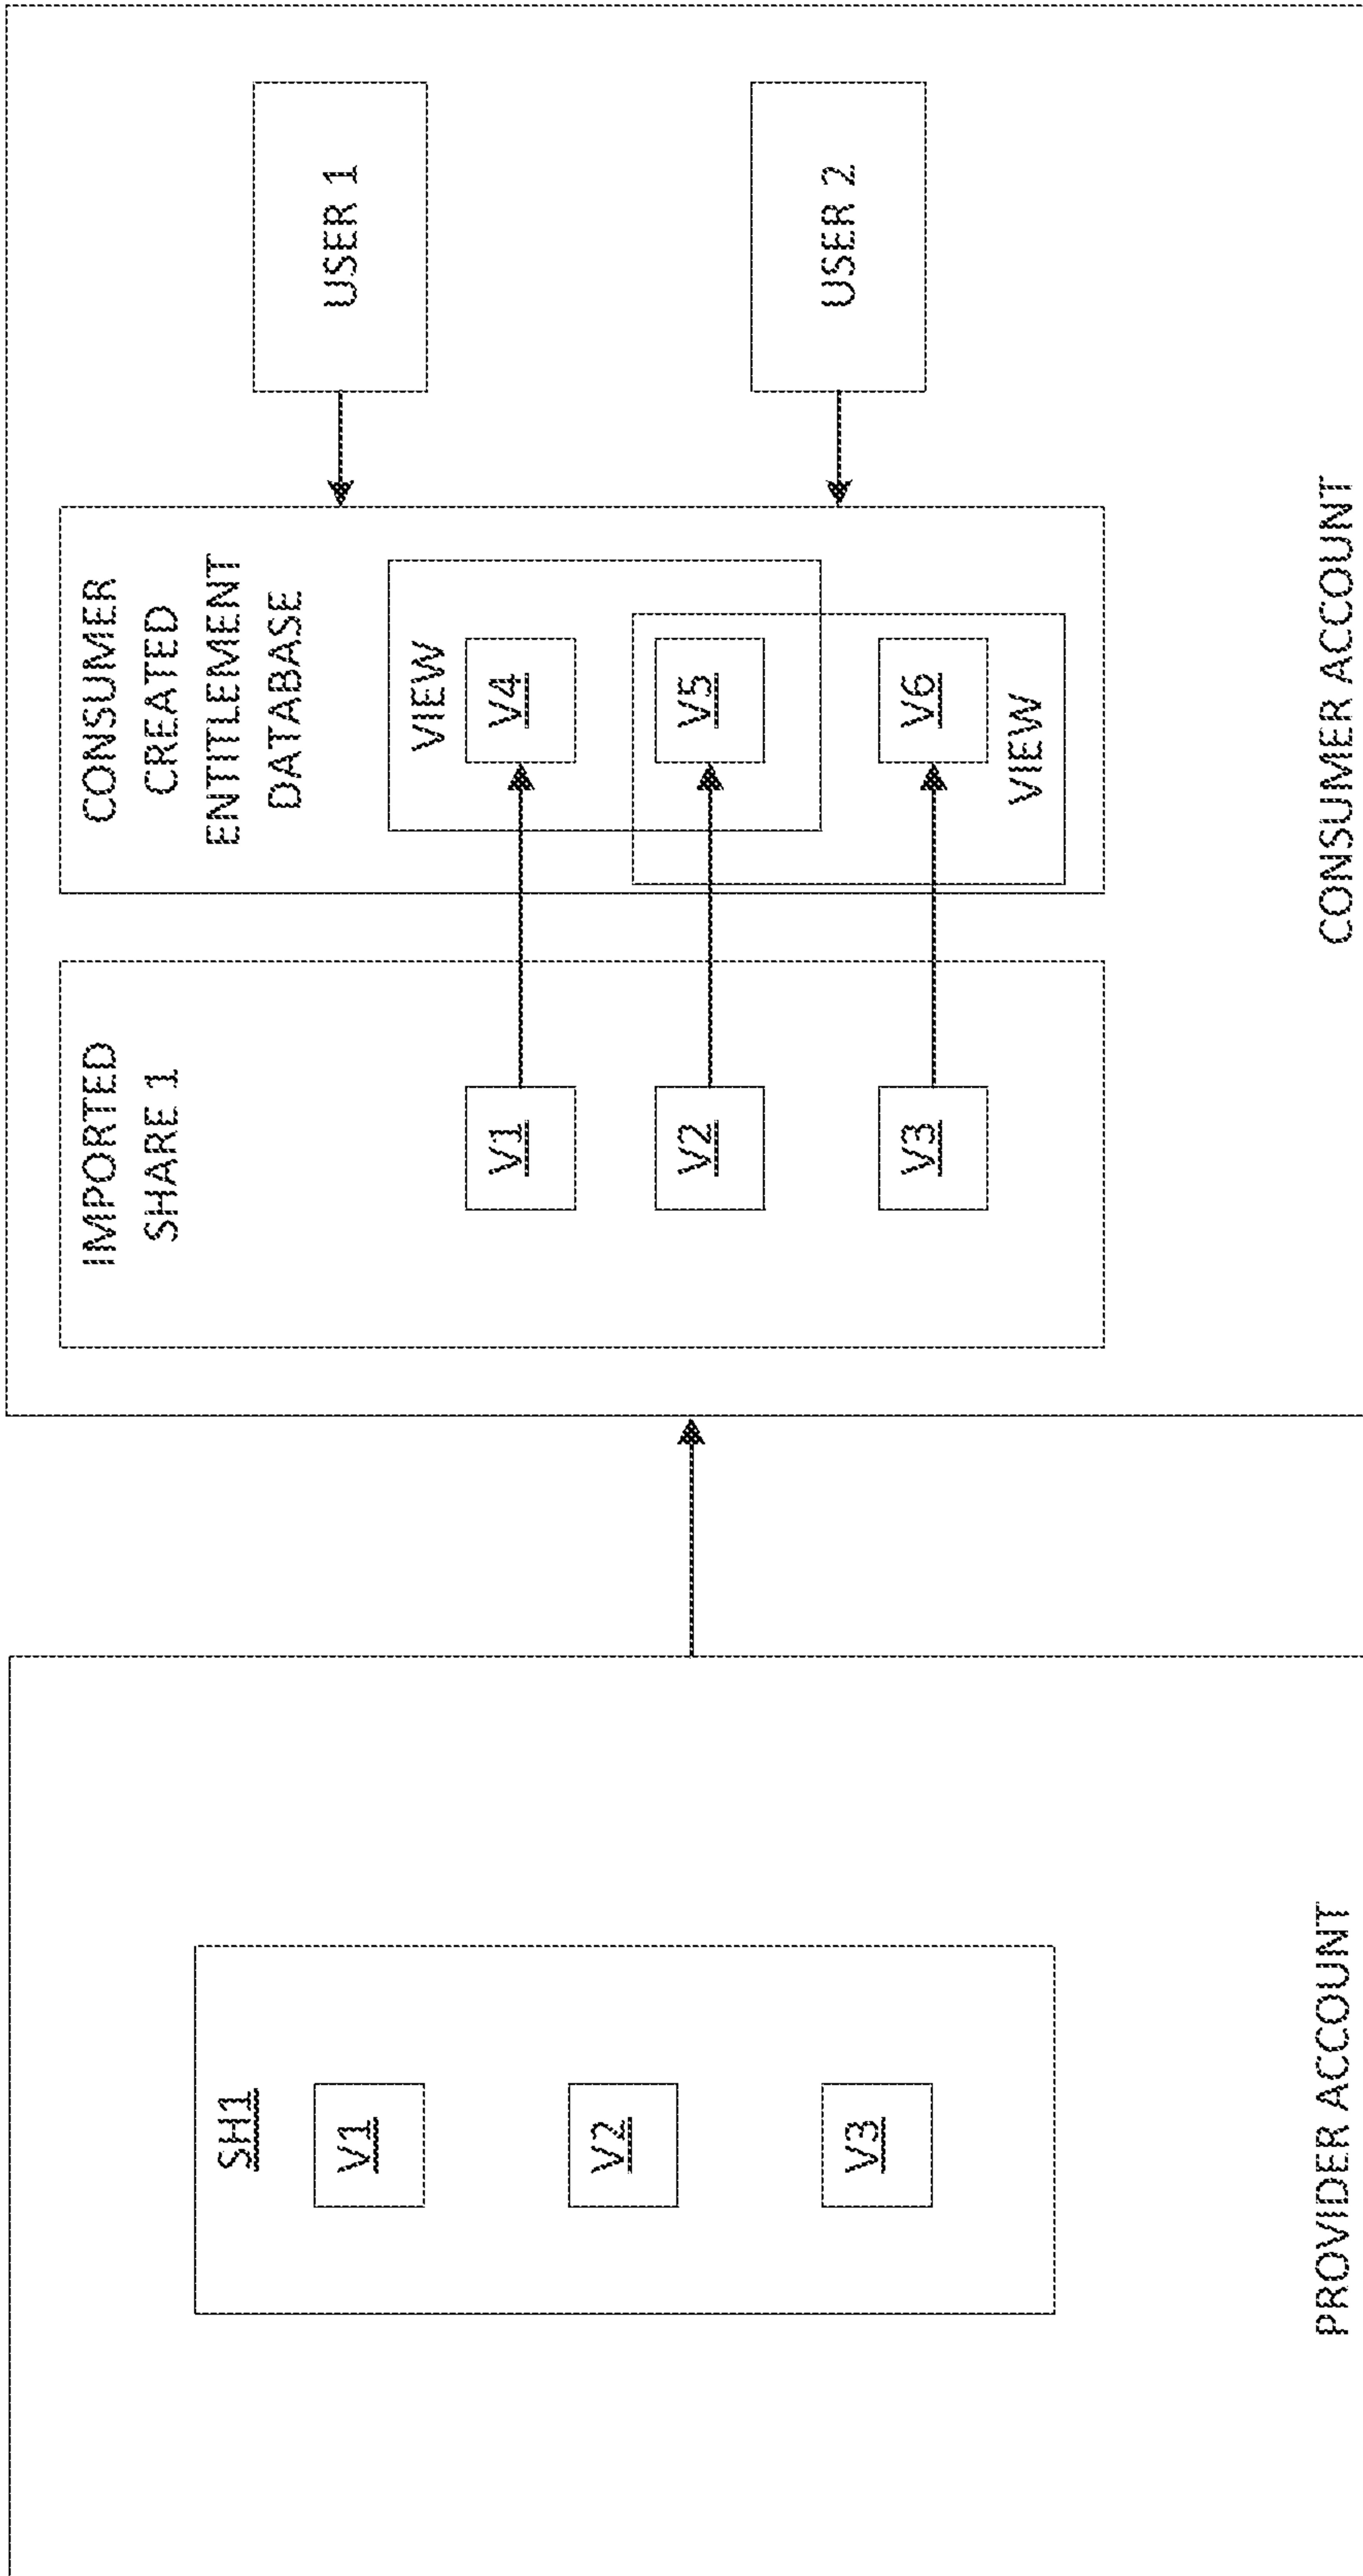 SH1
V1
V2
V3
PROVIDER ACCOUNT
IMPORTED
SHARE 1
V1
V2
V3
CONSUMER
CREATED
ENTITLEMENT
DATABASE
VIEW
V4
V5
V6
VIEW
USER 1
USER 2
CONSUMER ACCOUNT